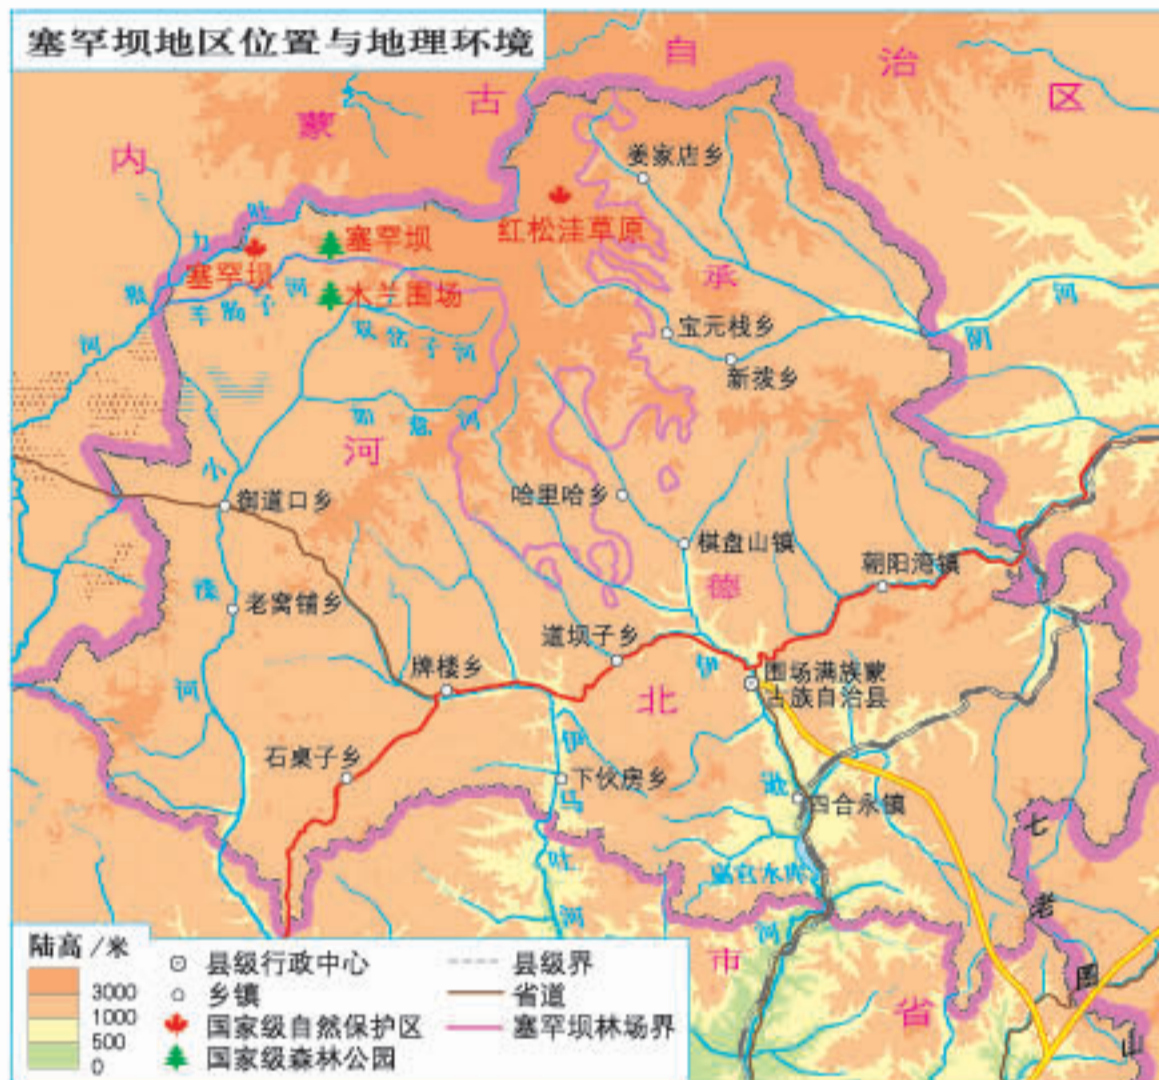 塞罕坝地区位置与地理环境
内蒙古自治区
姜家店乡
红松洼草原
吐力根河
塞罕坝
塞罕坝
木兰围场
羊肠子河
双岔子河
如意河
承德市
河北省
宝元栈乡
新拨乡
阴河
小滦河
御道口乡
哈里哈乡
棋盘山镇
朝阳湾镇
老窝铺乡
道坝子乡
牌楼乡
围场满族蒙
古族自治县
石桌子乡
下伙房乡
伊马吐河
伊逊河
四合永镇
庙宫水库
七老图山
陆高/米
3000
1000
500
0
县级行政中心
乡镇
国家级自然保护区
国家级森林公园
县级界
省道
塞罕坝林场界